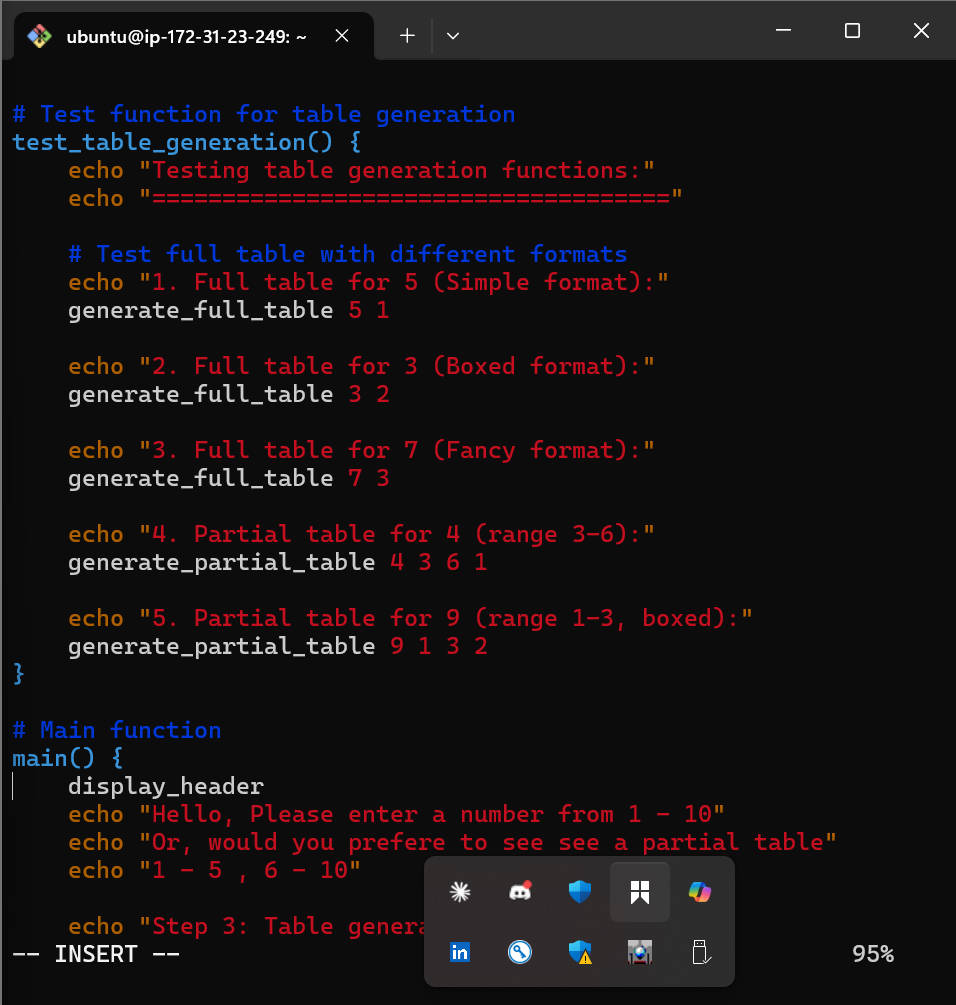 ubuntu@ip-172-31-23-249: ~
# Test function for table generation
test_table_generation() {
    echo "Testing table generation functions:"
    echo "====================================="
    # Test full table with different formats
    echo "1. Full table for 5 (Simple format):"
    generate_full_table 5 1
    echo "2. Full table for 3 (Boxed format):"
    generate_full_table 3 2
    echo "3. Full table for 7 (Fancy format):"
    generate_full_table 7 3
    echo "4. Partial table for 4 (range 3-6):"
    generate_partial_table 4 3 6 1
    echo "5. Partial table for 9 (range 1-3, boxed):"
    generate_partial_table 9 1 3 2
}
# Main function
main() {
    display_header
    echo "Hello, Please enter a number from 1 - 10"
    echo "Or, would you prefere to see see a partial table"
    echo "1 - 5 , 6 - 10"
    echo "Step 3: Table genera
-- INSERT -- 95%
in